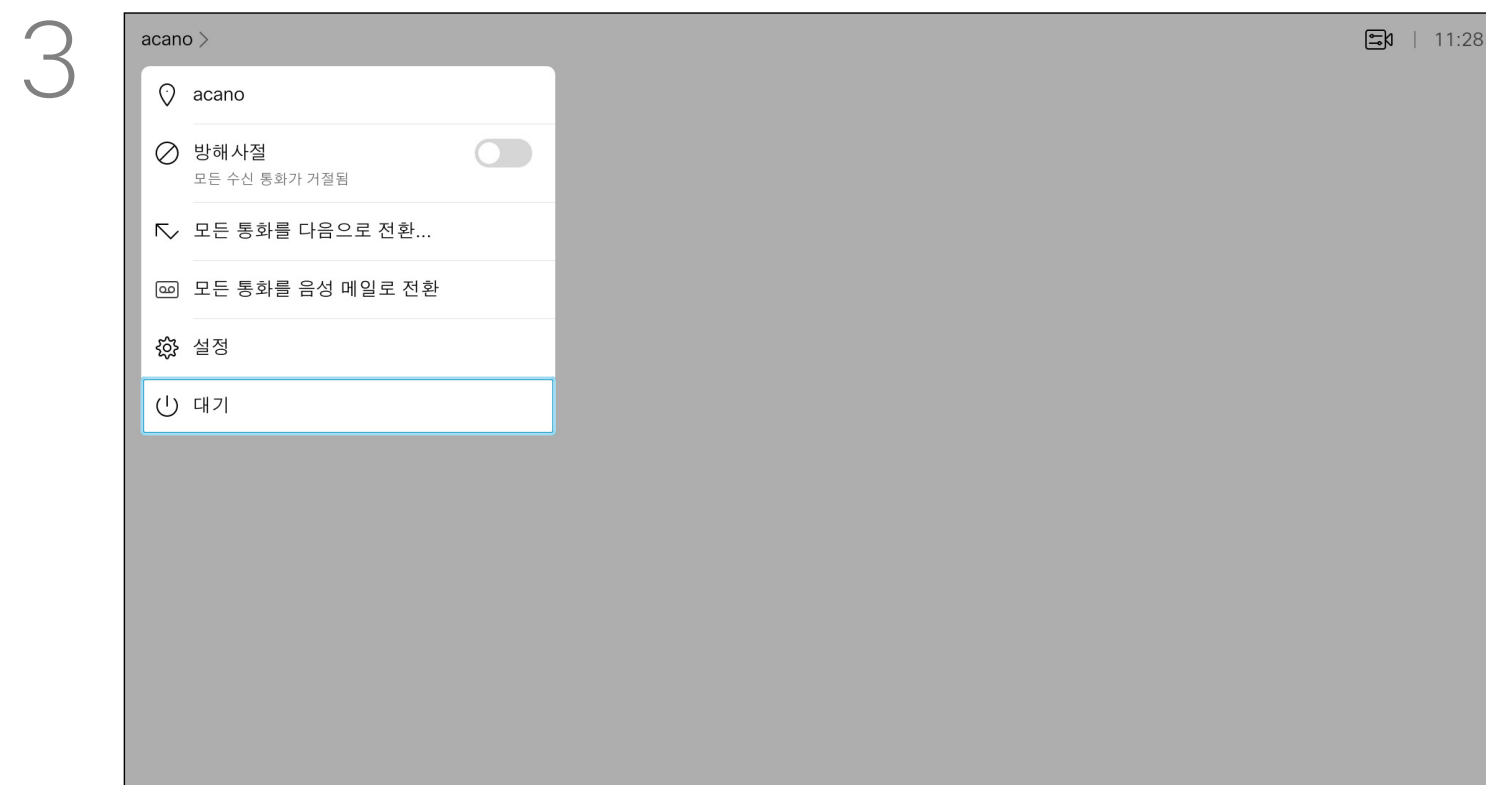 3
acano >
11:28
acano
방해사절
모든 수신 통화가 거절됨
모든 통화를 다음으로 전환...
모든 통화를 음성 메일로 전환
설정
대기